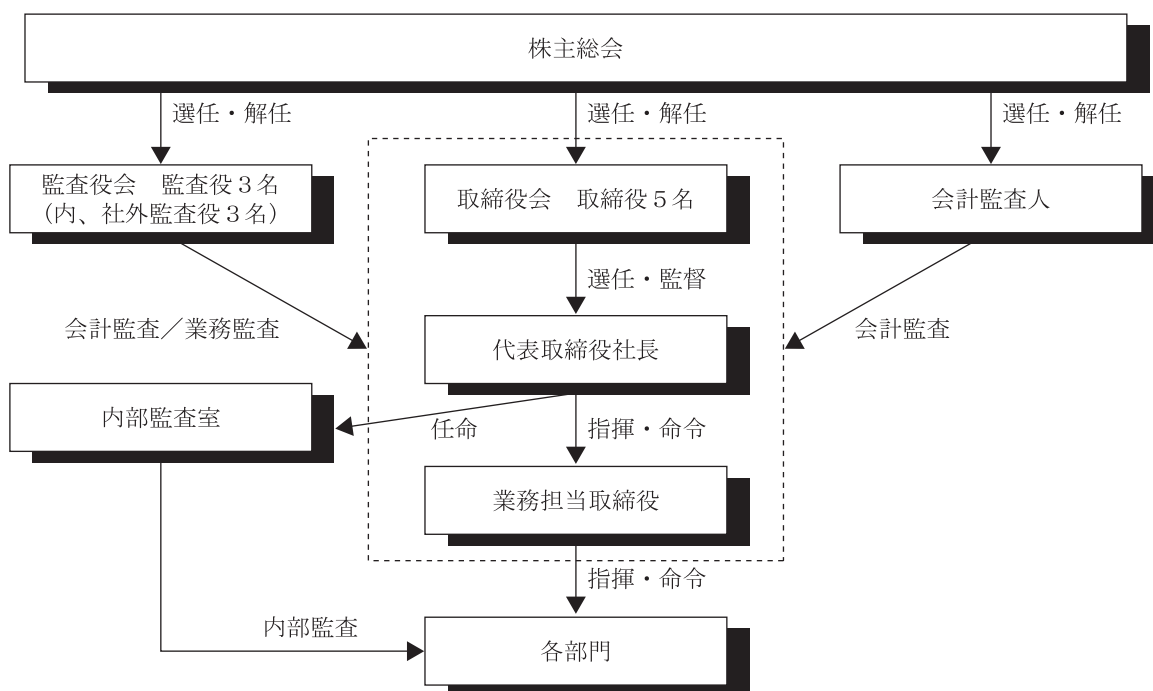 株主総会
選任・解任
選任・解任
選任・解任
監査役会　監査役３名
（内、社外監査役３名）
取締役会　取締役５名
会計監査人
選任・監督
会計監査／業務監査
会計監査
代表取締役社長
内部監査室
任命
指揮・命令
業務担当取締役
指揮・命令
内部監査
各部門